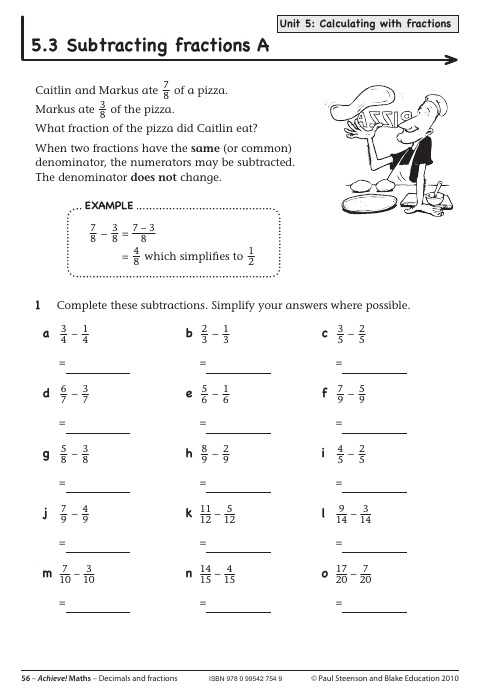 Unit 5: Calculating with fractions
5.3 Subtracting fractions A
Caitlin and Markus ate 7/8 of a pizza.
Markus ate 3/8 of the pizza.
What fraction of the pizza did Caitlin eat?
When two fractions have the same (or common)
denominator, the numerators may be subtracted.
The denominator does not change.
PIZZA
EXAMPLE
7/8 – 3/8 = 7 – 3/8
= 4/8 which simplifies to 1/2
1 Complete these subtractions. Simplify your answers where possible.
a 3/4 – 1/4 b 2/3 – 1/3 c 3/5 – 2/5
= = =
d 6/7 – 3/7 e 5/6 – 1/6 f 7/9 – 5/9
= = =
g 5/8 – 3/8 h 8/9 – 2/9 i 4/5 – 2/5
= = =
j 7/9 – 4/9 k 11/12 – 5/12 l 9/14 – 3/14
= = =
m 7/10 – 3/10 n 14/15 – 4/15 o 17/20 – 7/20
= = =
56 – Achieve! Maths – Decimals and fractions ISBN 978 0 99542 754 9 © Paul Steenson and Blake Education 2010